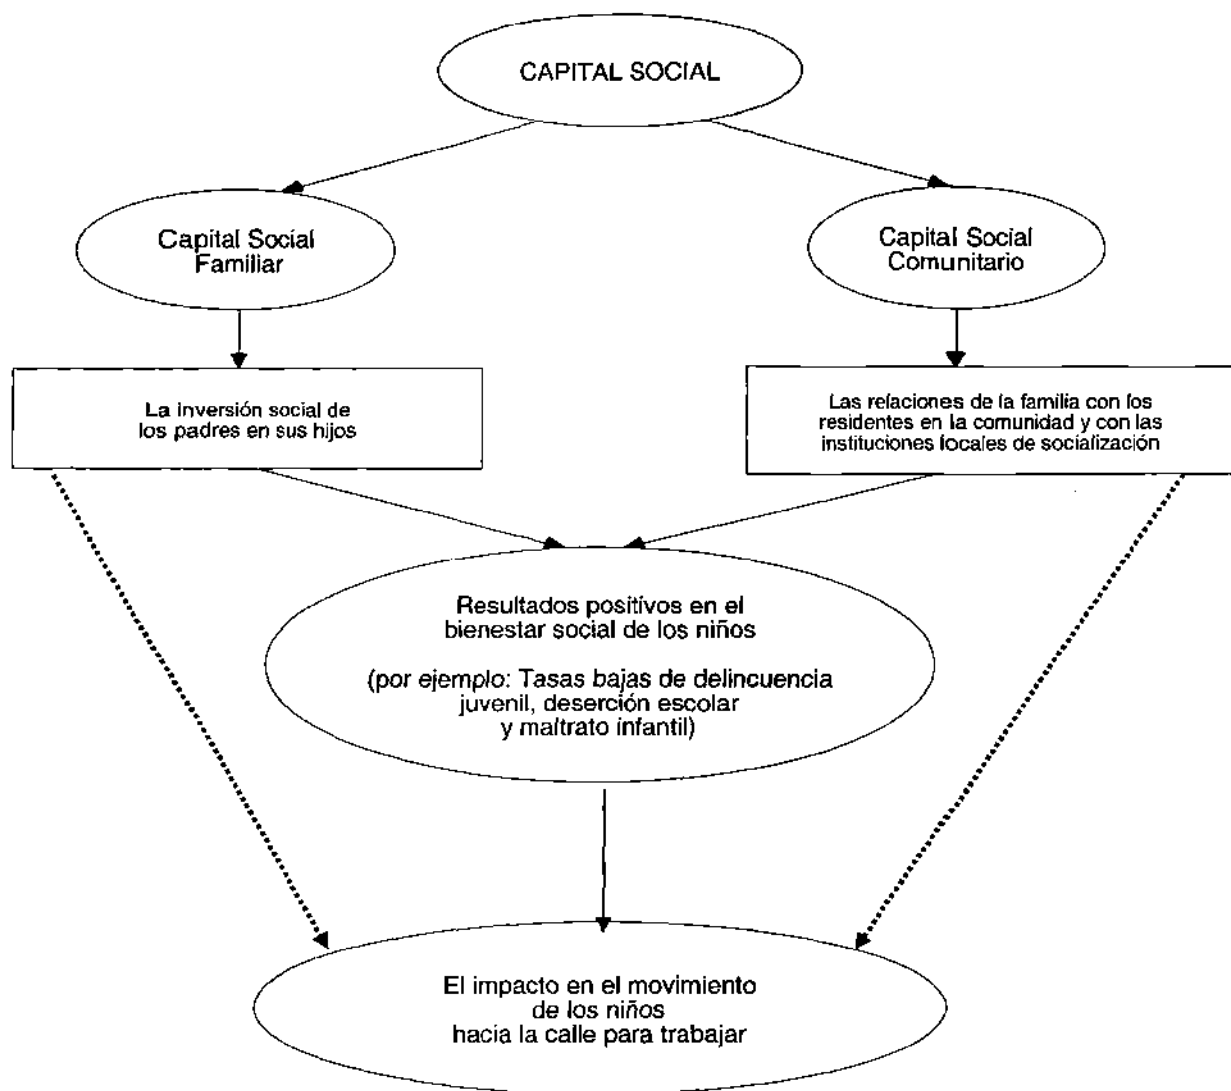 CAPITAL SOCIAL
Capital Social
Familiar
Capital Social
Comunitario
La inversión social de
los padres en sus hijos
Las relaciones de la familia con los
residentes en la comunidad y con las
instituciones locales de socialización
Resultados positivos en el
bienestar social de los niños
(por ejemplo: Tasas bajas de delincuencia
juvenil, deserción escolar
y maltrato infantil)
El impacto en el movimiento
de los niños
hacia la calle para trabajar